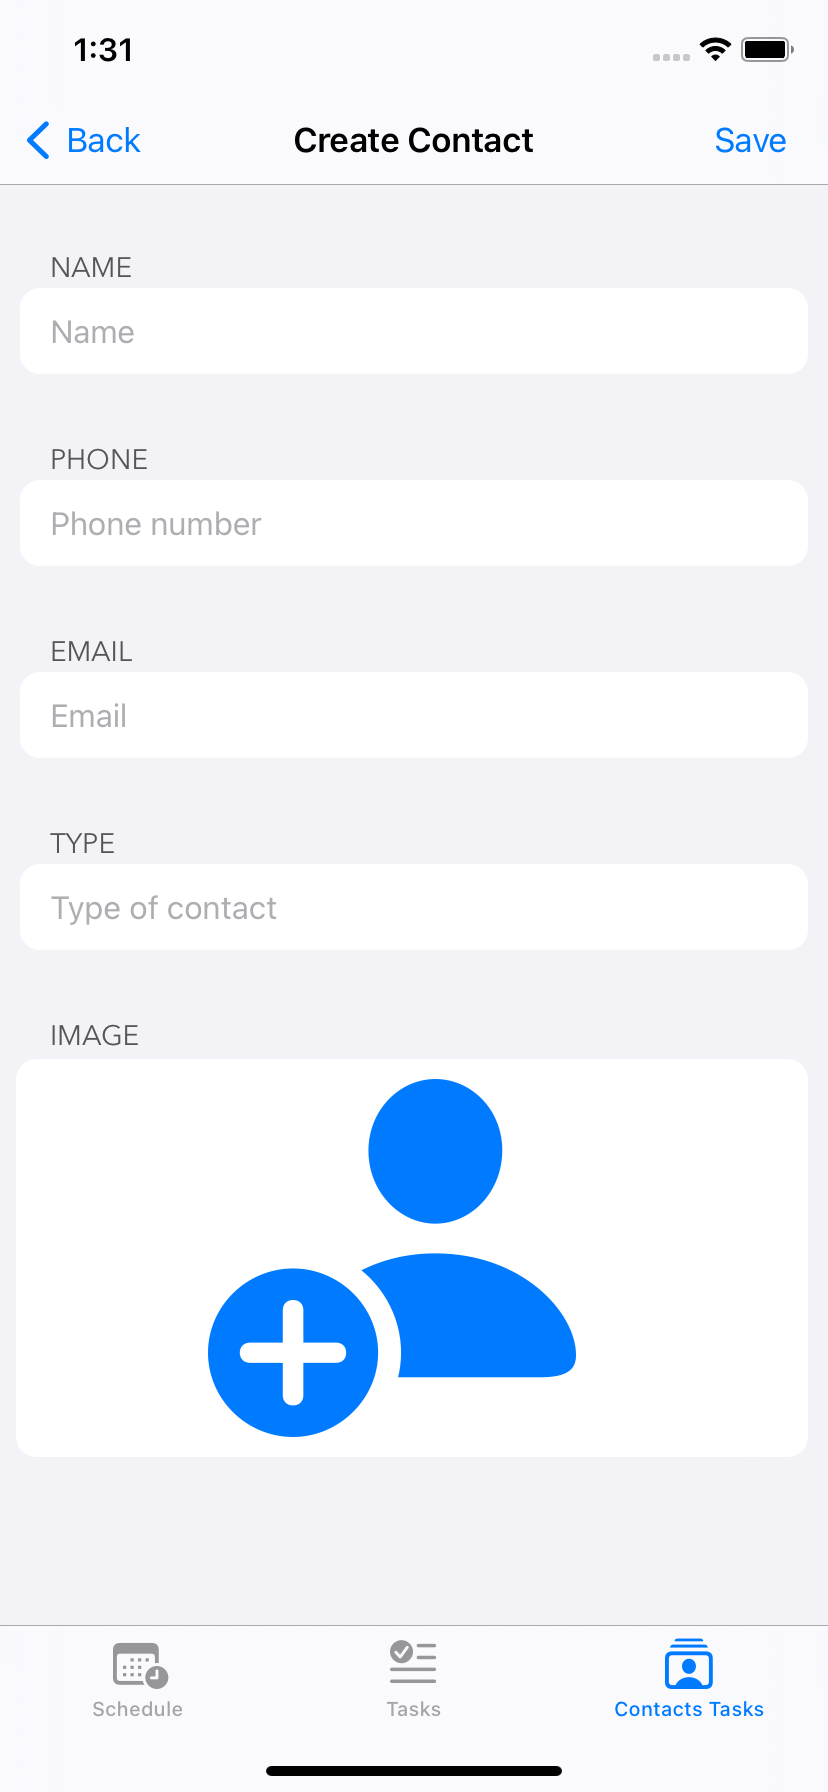 1:31
Back Create Contact Save
NAME
Name
PHONE
Phone number
EMAIL
Email
TYPE
Type of contact
IMAGE
Schedule Tasks Contacts Tasks